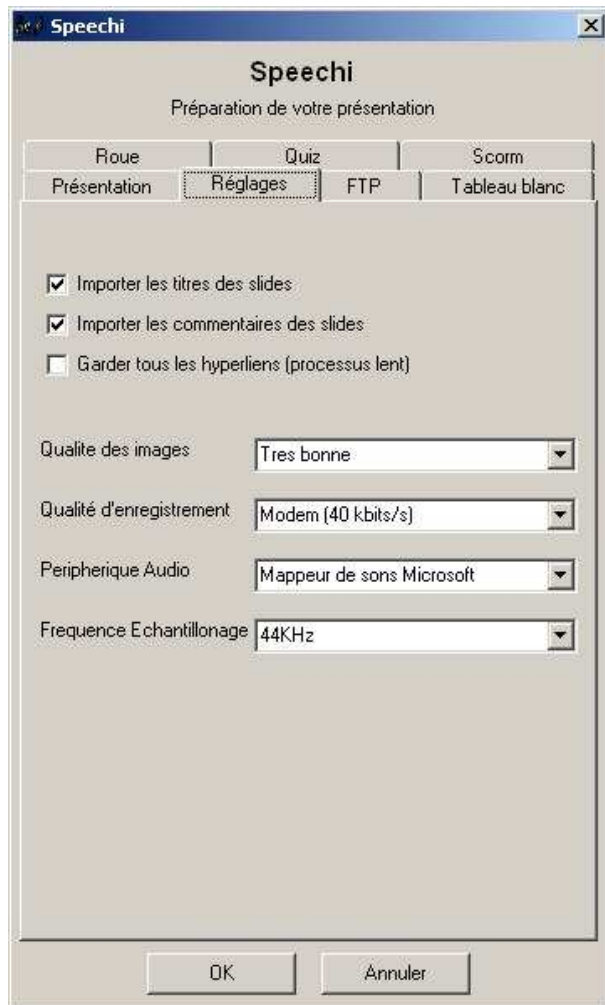 Speechi
Speechi
Préparation de votre présentation
Roue Quiz Scorm
Présentation Réglages FTP Tableau blanc
Importer les titres des slides
Importer les commentaires des slides
Garder tous les hyperliens (processus lent)
Qualite des images Tres bonne
Qualité d'enregistrement Modem (40 kbits/s)
Peripherique Audio Mappeur de sons Microsoft
Frequence Echantillonage 44KHz
OK Annuler